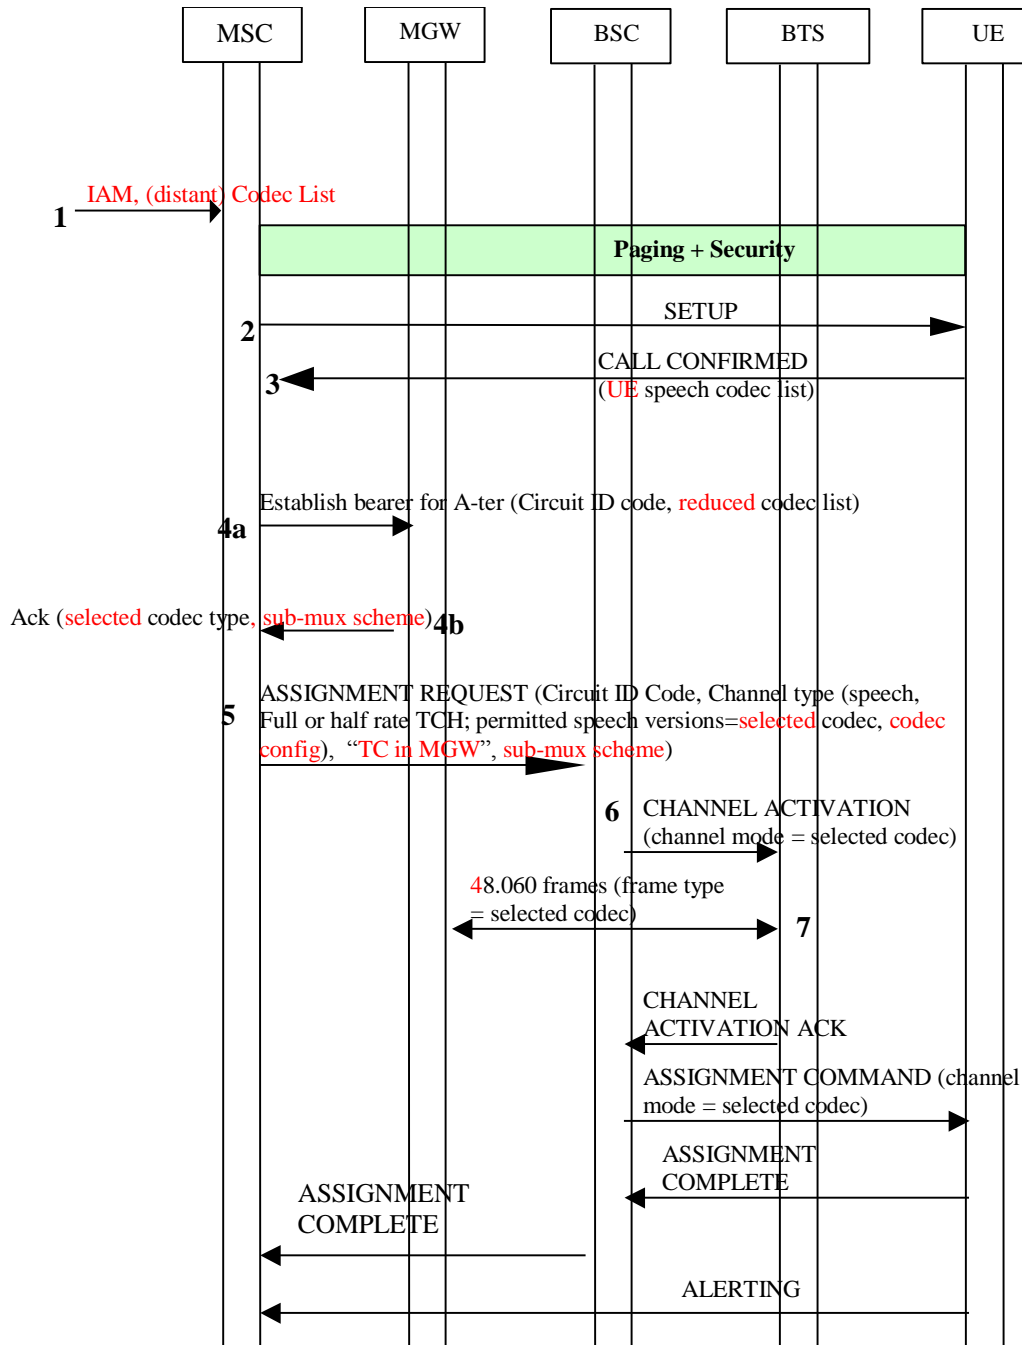 MSC
MGW
BSC
BTS
UE
IAM, (distant) Codec List
1
Paging + Security
SETUP
2
CALL CONFIRMED
(UE speech codec list)
3
Establish bearer for A-ter (Circuit ID code, reduced codec list)
4a
Ack (selected codec type, sub-mux scheme)
4b
ASSIGNMENT REQUEST (Circuit ID Code, Channel type (speech,
5
Full or half rate TCH; permitted speech versions=selected codec, codec
config), “TC in MGW”, sub-mux scheme)
6
CHANNEL ACTIVATION
(channel mode = selected codec)
48.060 frames (frame type
= selected codec)
7
CHANNEL
ACTIVATION ACK
ASSIGNMENT COMMAND (channel
mode = selected codec)
ASSIGNMENT
COMPLETE
ASSIGNMENT
COMPLETE
ALERTING